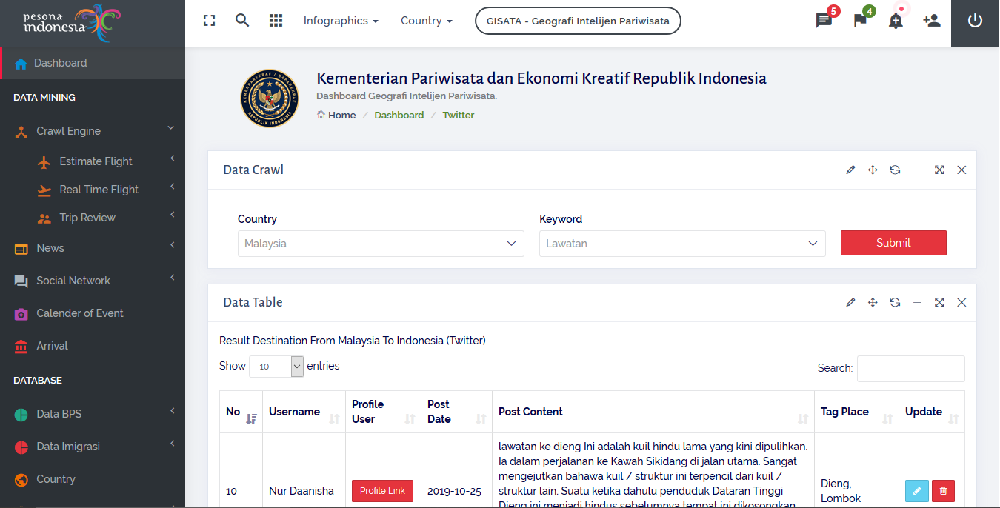 pesona
indonesia
Infographics
Country
GISATA - Geografi Intelijen Pariwisata
5
4
Dashboard
DATA MINING
Crawl Engine
Estimate Flight
Real Time Flight
Trip Review
News
Social Network
Calender of Event
Arrival
DATABASE
Data BPS
Data Imigrasi
Country
KEMENPAREKRAF / BAPAREKRAF
REPUBLIK INDONESIA
Kementerian Pariwisata dan Ekonomi Kreatif Republik Indonesia
Dashboard Geografi Intelijen Pariwisata.
Home / Dashboard / Twitter
Data Crawl
Country
Keyword
Malaysia
Lawatan
Submit
Data Table
Result Destination From Malaysia To Indonesia (Twitter)
Show 10 entries
Search:
No
Username
Profile
User
Post
Date
Post Content
Tag Place
Update
10
Nur Daanisha
Profile Link
2019-10-25
lawatan ke dieng Ini adalah kuil hindu lama yang kini dipulihkan.
Ia dalam perjalanan ke Kawah Sikidang di jalan utama. Sangat
mengejutkan bahawa kuil / struktur ini terpencil dari kuil /
struktur lain. Suatu ketika dahulu penduduk Dataran Tinggi
Dieng ini menjadi hindus sebelumnya tempat ini dikosongkan
Dieng,
Lombok